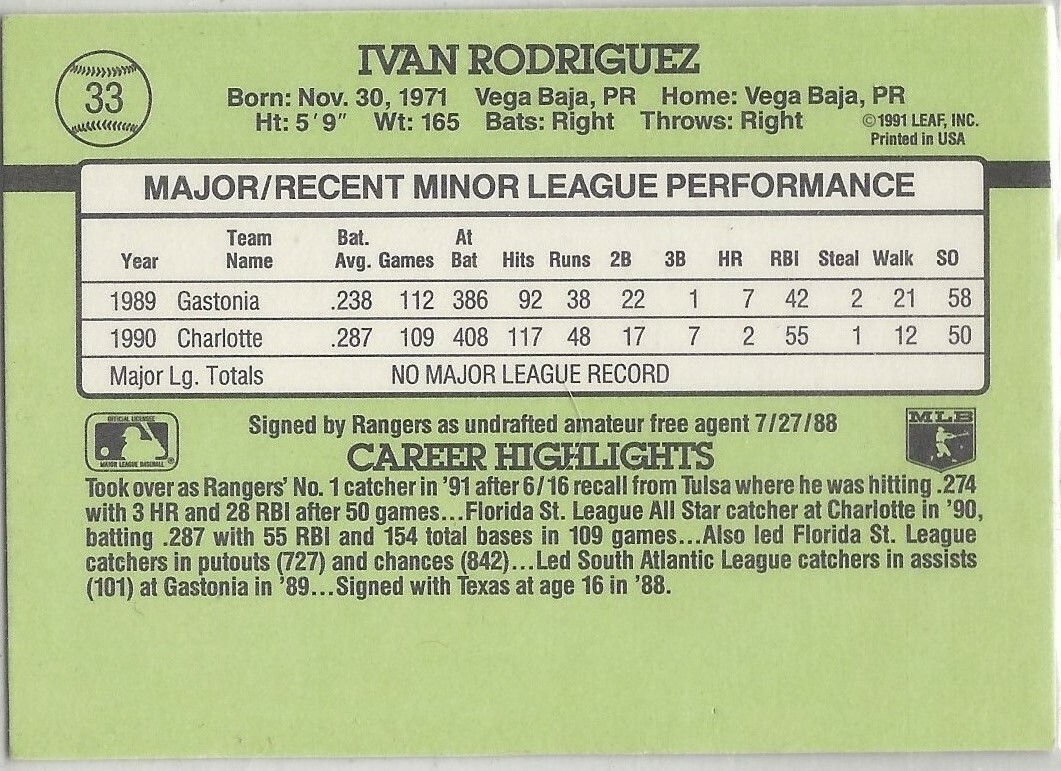 33
IVAN RODRIGUEZ
Born: Nov. 30, 1971 Vega Baja, PR Home: Vega Baja, PR
Ht: 5'9" Wt: 165 Bats: Right Throws: Right
©1991 LEAF, INC.
Printed in USA
MAJOR/RECENT MINOR LEAGUE PERFORMANCE
Year Team Name Bat. Avg. Games At Bat Hits Runs 2B 3B HR RBI Steal Walk SO
1989 Gastonia .238 112 386 92 38 22 1 7 42 2 21 58
1990 Charlotte .287 109 408 117 48 17 7 2 55 1 12 50
Major Lg. Totals NO MAJOR LEAGUE RECORD
OFFICIAL LICENSEE
MAJOR LEAGUE BASEBALL®
Signed by Rangers as undrafted amateur free agent 7/27/88
MLB
CAREER HIGHLIGHTS
Took over as Rangers' No. 1 catcher in '91 after 6/16 recall from Tulsa where he was hitting .274
with 3 HR and 28 RBI after 50 games...Florida St. League All Star catcher at Charlotte in '90,
batting .287 with 55 RBI and 154 total bases in 109 games...Also led Florida St. League
catchers in putouts (727) and chances (842)...Led South Atlantic League catchers in assists
(101) at Gastonia in '89...Signed with Texas at age 16 in '88.